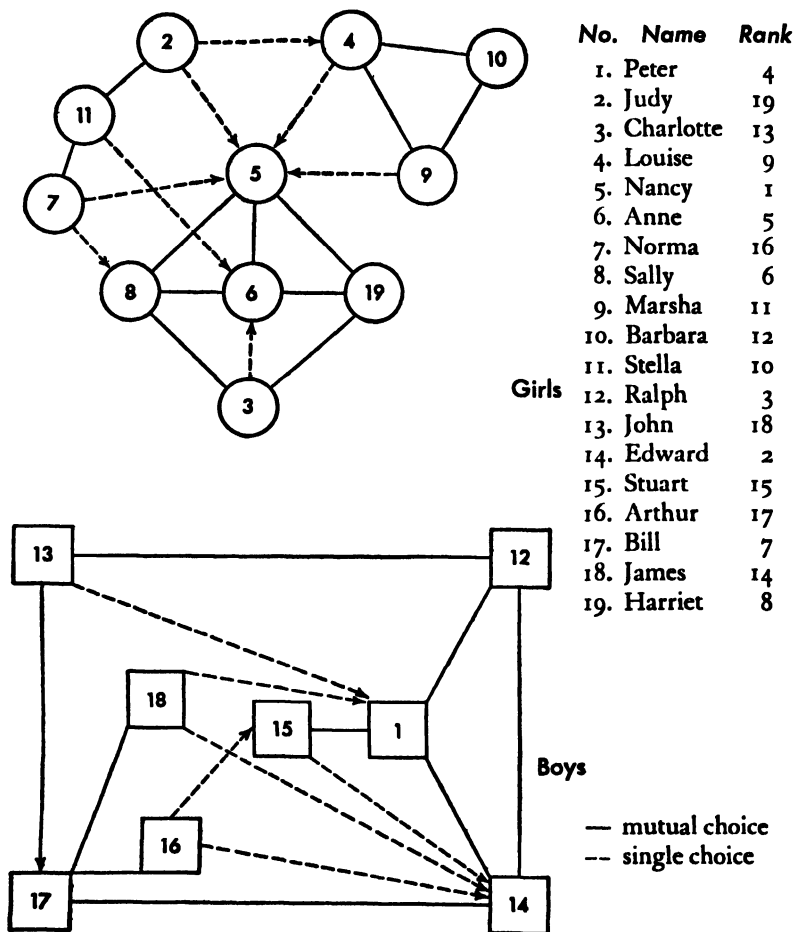 No. Name Rank
1. Peter 4
2. Judy 19
3. Charlotte 13
4. Louise 9
5. Nancy 1
6. Anne 5
7. Norma 16
8. Sally 6
9. Marsha 11
10. Barbara 12
11. Stella 10
12. Ralph 3
13. John 18
14. Edward 2
15. Stuart 15
16. Arthur 17
17. Bill 7
18. James 14
19. Harriet 8
2
4
10
11
5
9
7
8
6
19
3
Girls
13
12
18
15
1
16
17
14
Boys
mutual choice
single choice